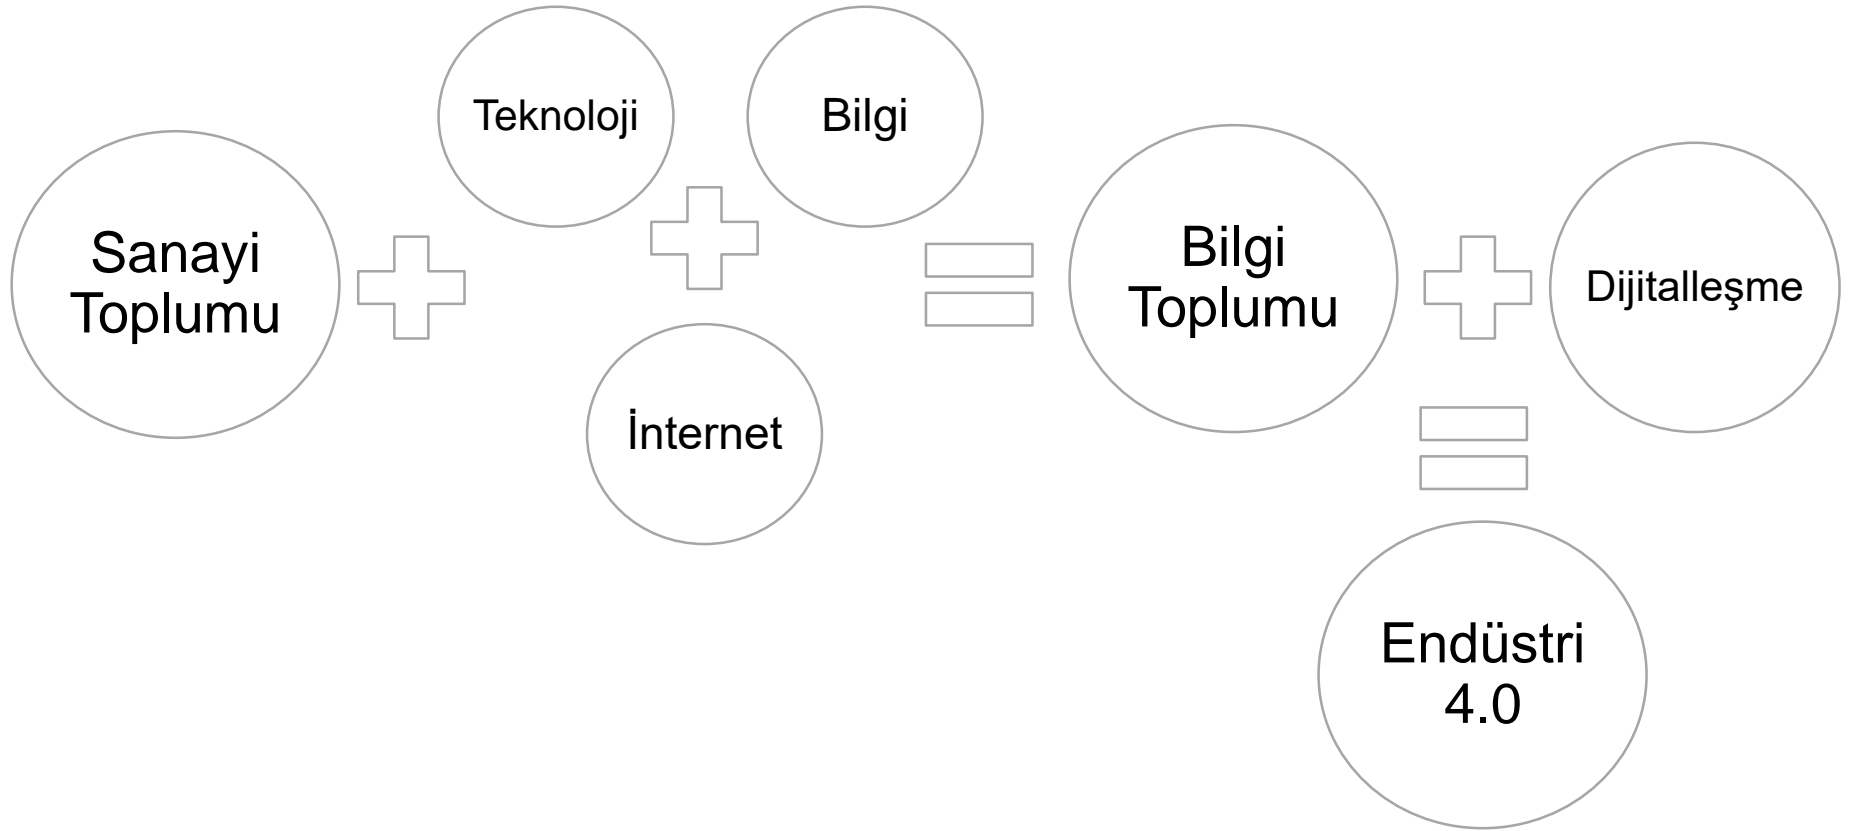 Sanayi
Toplumu
Teknoloji
Bilgi
İnternet
Bilgi
Toplumu
Dijitalleşme
Endüstri
4.0